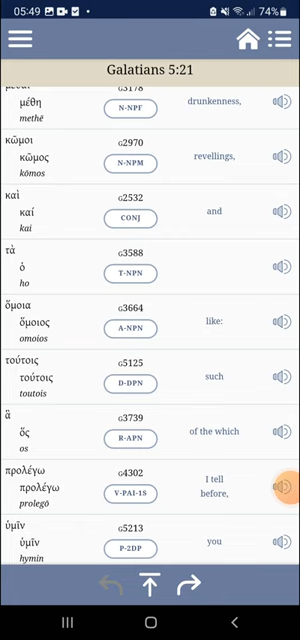 05:49
74%
Galatians 5:21
μέθαι G3178
μέθη N-NPF drunkenness,
methē
κῶμοι G2970
κῶμος N-NPM revellings,
kōmos
καὶ G2532
καί CONJ and
kai
τὰ G3588
ὁ T-NPN
ho
ὅμοια G3664
ὅμοιος A-NPN like:
omoios
τούτοις G5125
τούτοις D-DPN such
toutois
ἃ G3739
ὅς R-APN of the which
os
προλέγω G4302
προλέγω V-PAI-1S I tell before,
prolegō
ὑμῖν G5213
ὑμῖν P-2DP you
hymin